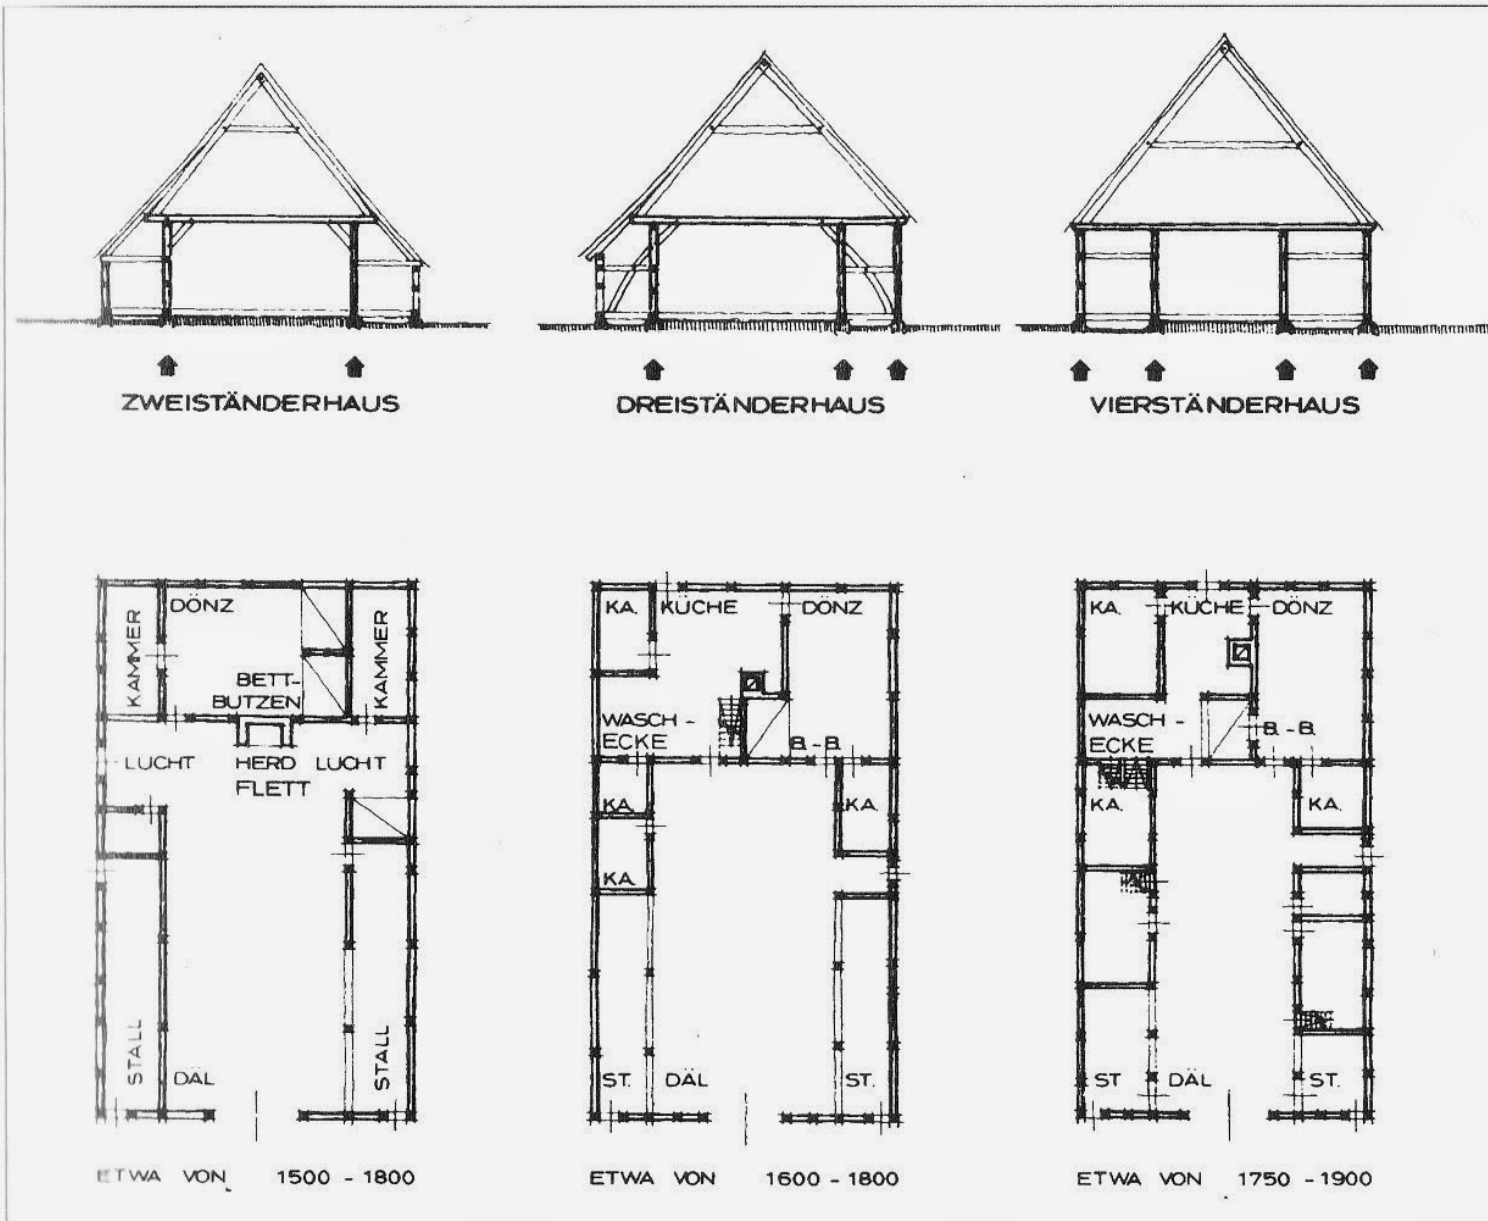 ZWEISTÄNDERHAUS
DREISTÄNDERHAUS
VIERSTÄNDERHAUS
DÖNZ
KAMMER
KAMMER
BETT-
BUTZEN
LUCHT
HERD
LUCHT
FLETT
STALL
DÄL
STALL
ETWA VON 1500 - 1800
KA.
KÜCHE
DÖNZ
WASCH-
ECKE
B.-B.
KA.
KA.
KA.
ST.
DÄL
ST.
ETWA VON 1600 - 1800
KA.
KÜCHE
DÖNZ
WASCH-
ECKE
B.-B.
KA.
KA.
ST
DÄL
ST.
ETWA VON 1750 - 1900